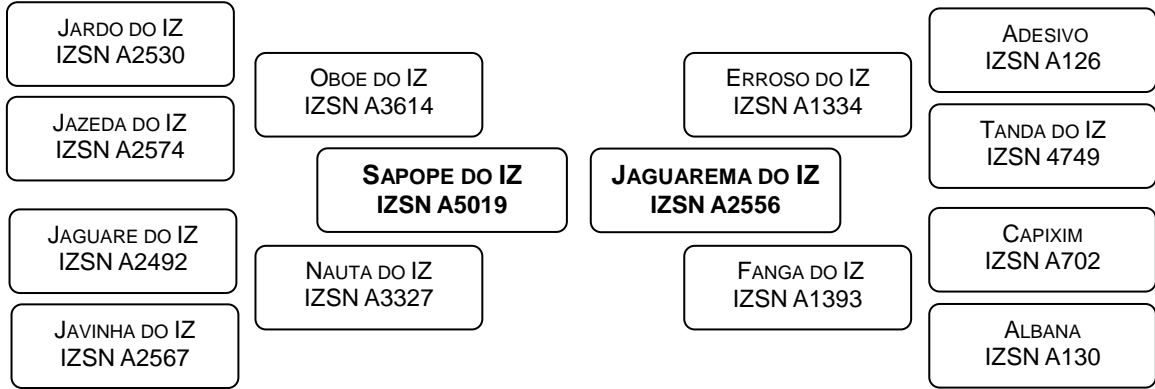 JARDO DO IZ
IZSN A2530
JAZEDA DO IZ
IZSN A2574
JAGUARE DO IZ
IZSN A2492
JAVINHA DO IZ
IZSN A2567
OBOE DO IZ
IZSN A3614
NAUTA DO IZ
IZSN A3327
SAPOPE DO IZ
IZSN A5019
JAGUAREMA DO IZ
IZSN A2556
ERROSO DO IZ
IZSN A1334
FANGA DO IZ
IZSN A1393
ADESIVO
IZSN A126
TANDA DO IZ
IZSN 4749
CAPIXIM
IZSN A702
ALBANA
IZSN A130